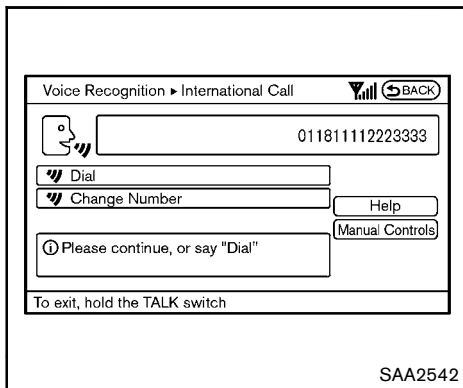 Voice Recognition ▸ International Call
BACK
011811112223333
Dial
Change Number
Help
Manual Controls
Please continue, or say "Dial"
To exit, hold the TALK switch
SAA2542